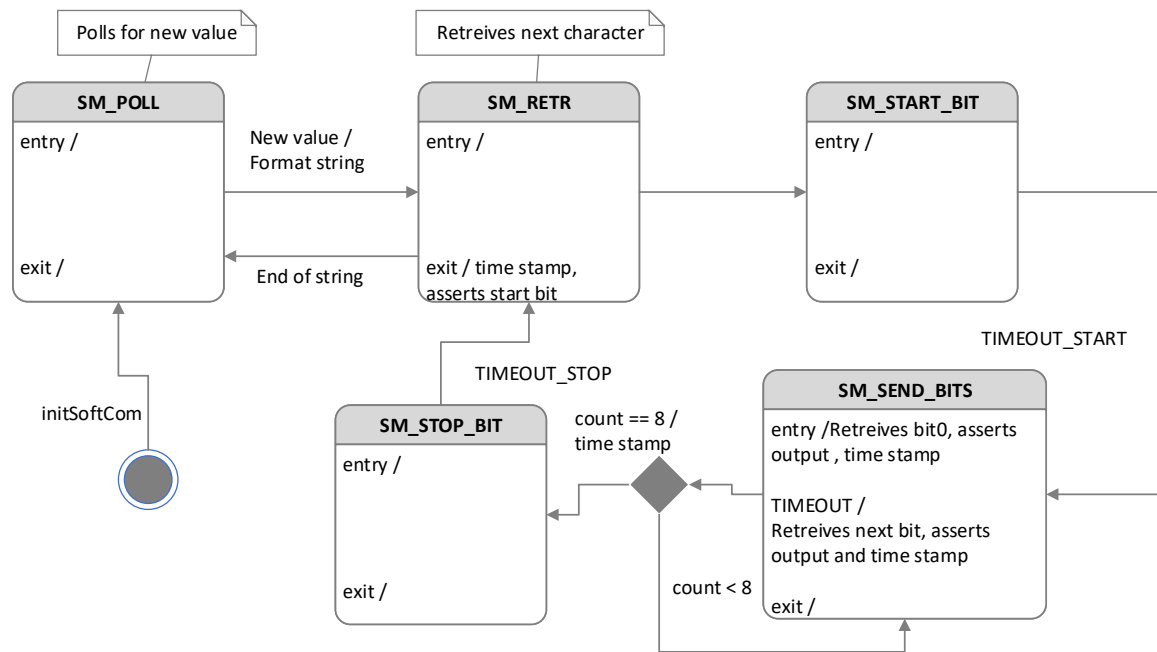 Polls for new value
Retreives next character
SM_POLL
entry /
exit /
New value /
Format string
End of string
SM_RETR
entry /
exit / time stamp,
asserts start bit
SM_START_BIT
entry /
exit /
TIMEOUT_START
initSoftCom
TIMEOUT_STOP
SM_STOP_BIT
entry /
exit /
count == 8 /
time stamp
count < 8
SM_SEND_BITS
entry /Retreives bit0, asserts
output , time stamp
TIMEOUT /
Retreives next bit, asserts
output and time stamp
exit /